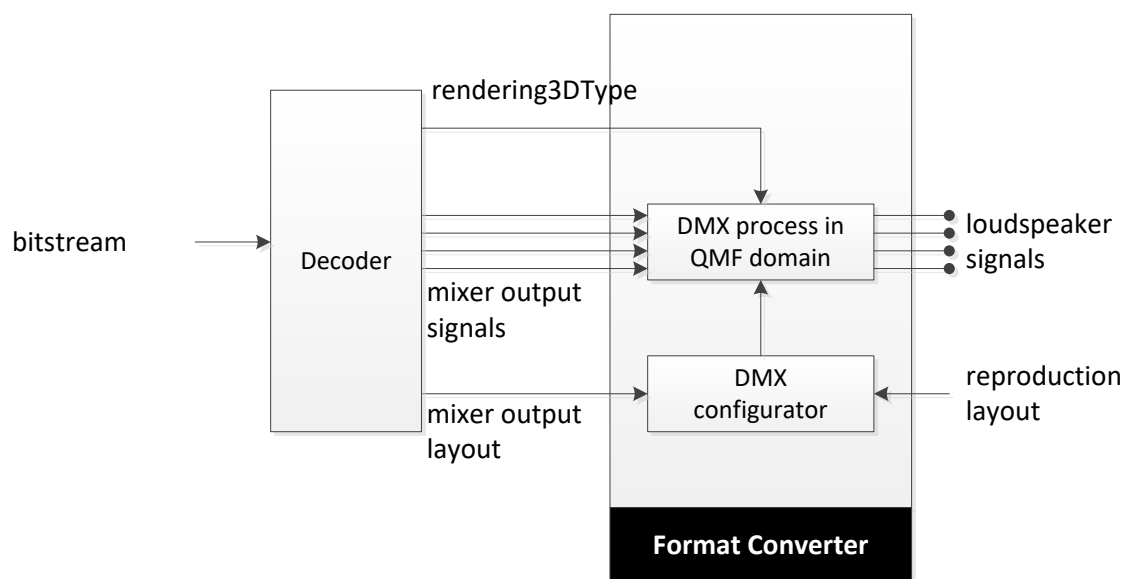 rendering3DType
bitstream
Decoder
DMX process in
QMF domain
loudspeaker
signals
mixer output
signals
DMX
configurator
reproduction
layout
mixer output
layout
Format Converter